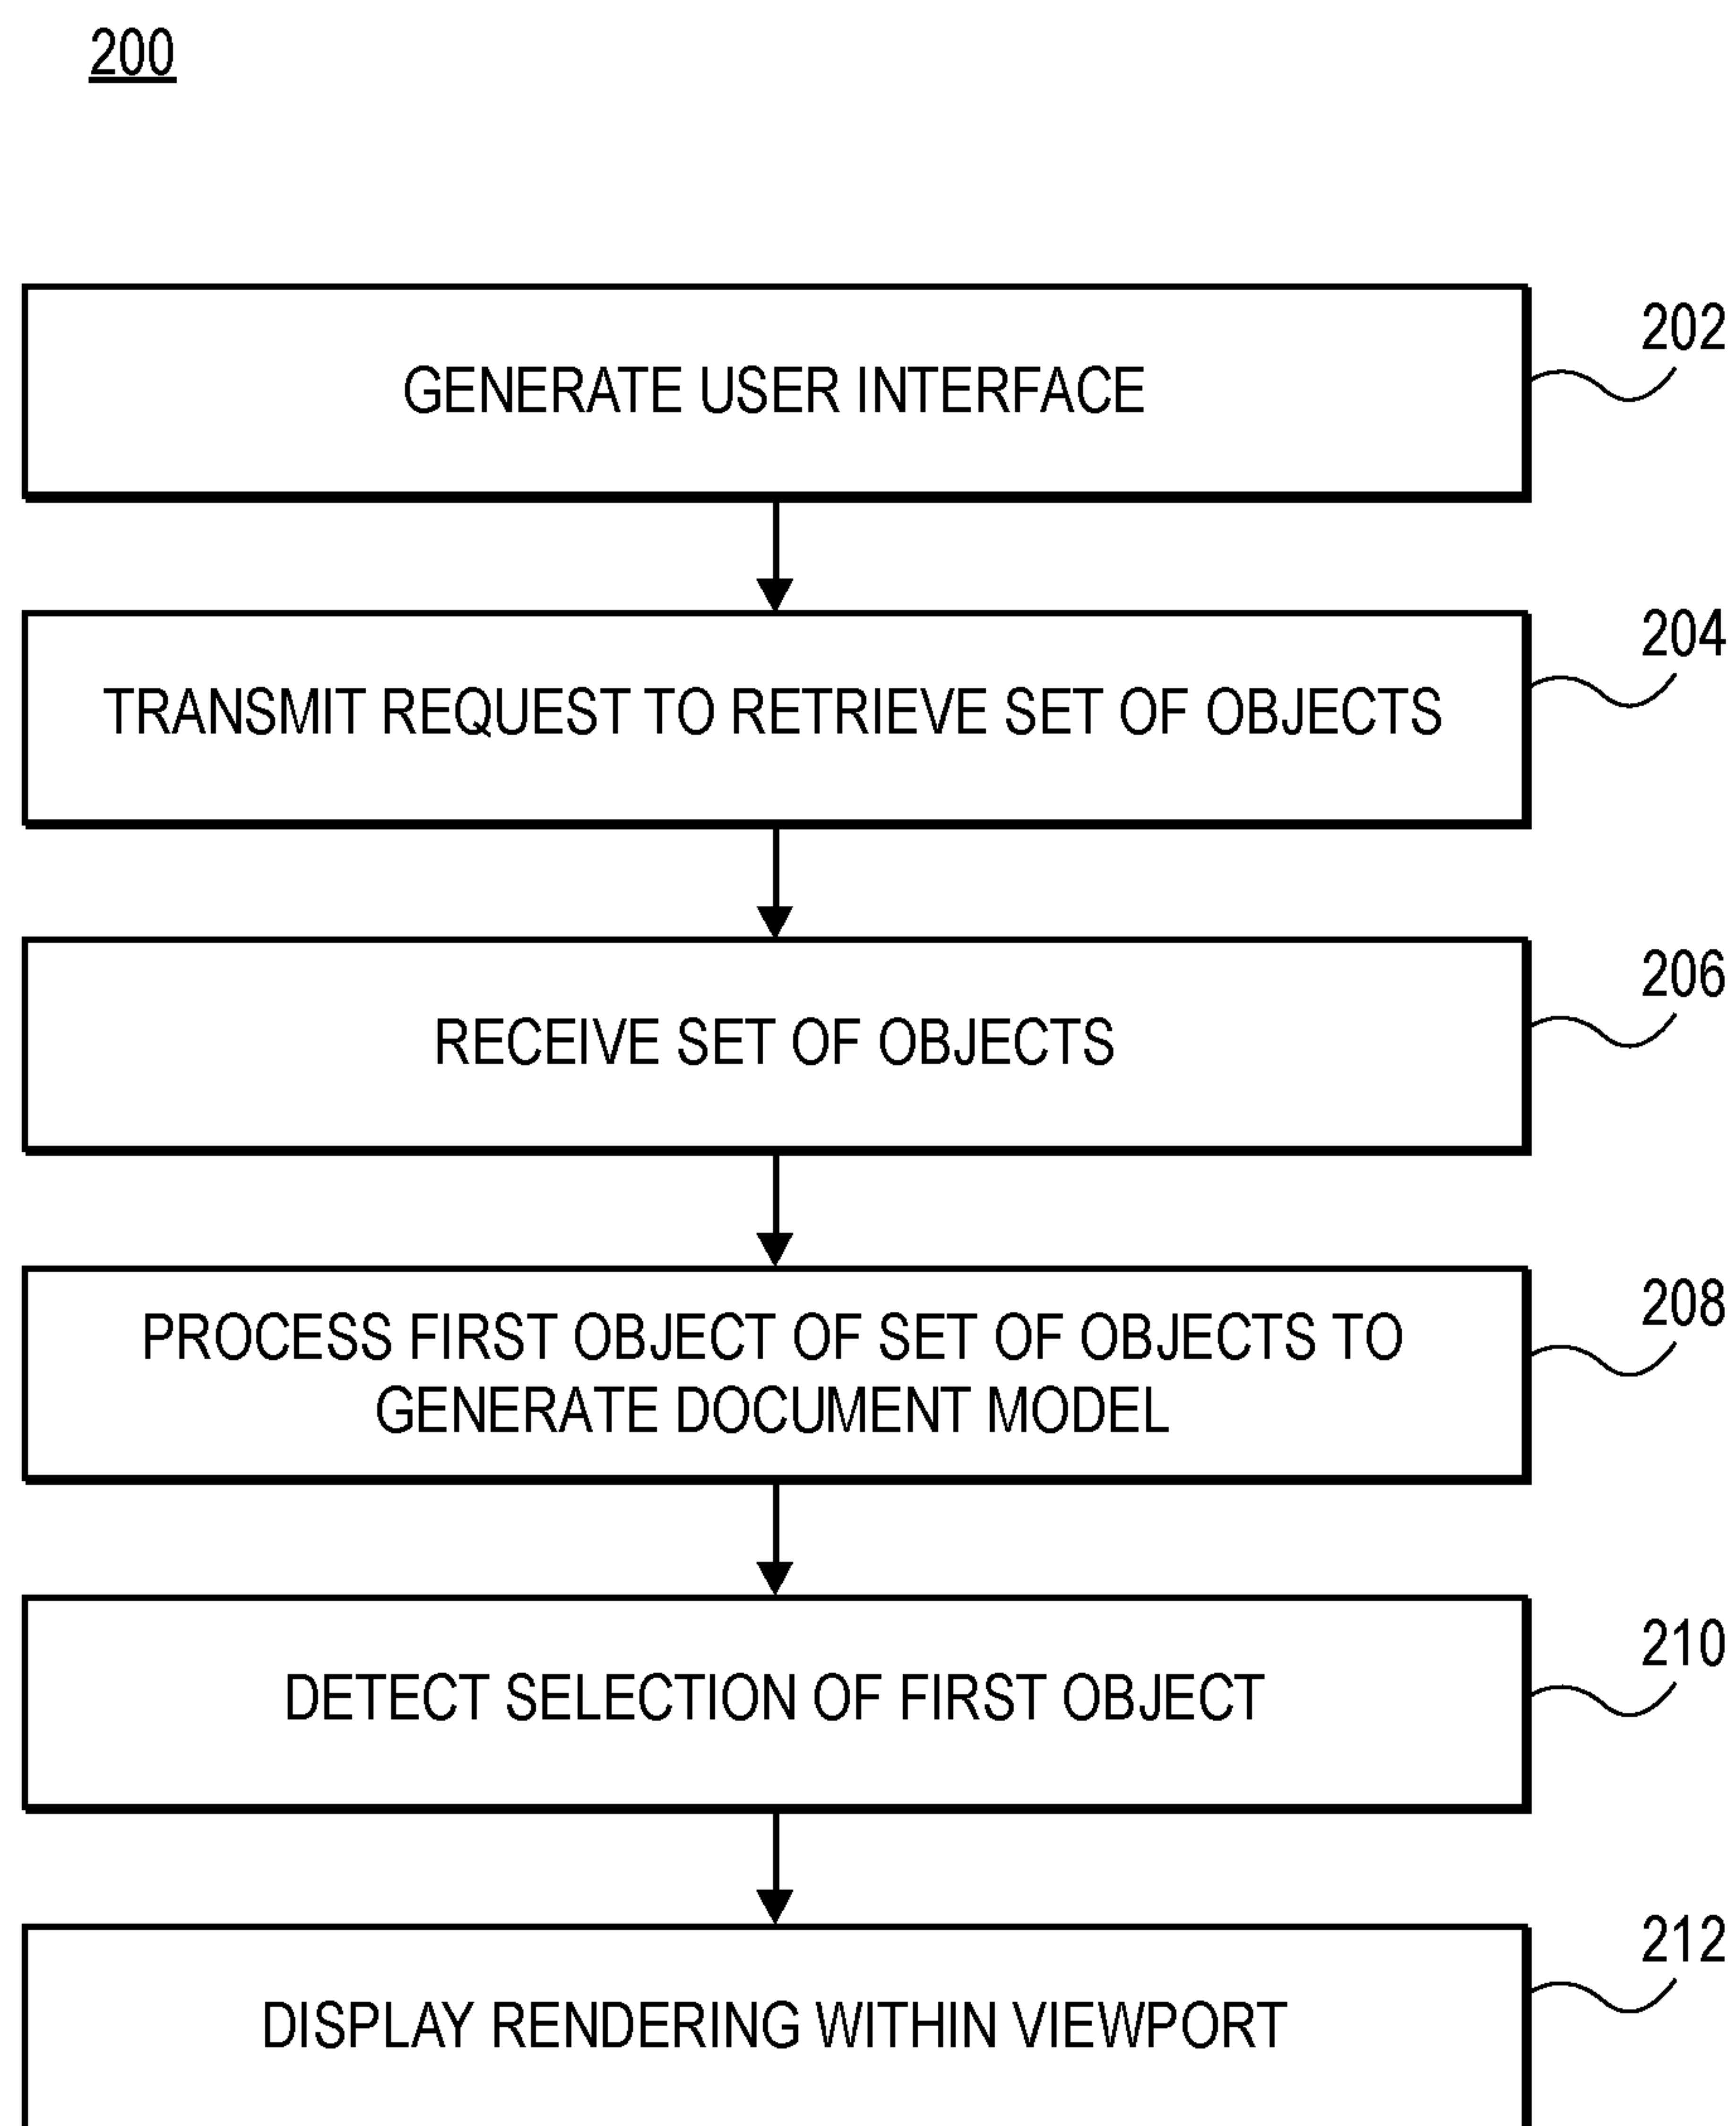 200
202
GENERATE USER INTERFACE
204
TRANSMIT REQUEST TO RETRIEVE SET OF OBJECTS
206
RECEIVE SET OF OBJECTS
208
PROCESS FIRST OBJECT OF SET OF OBJECTS TO
GENERATE DOCUMENT MODEL
210
DETECT SELECTION OF FIRST OBJECT
212
DISPLAY RENDERING WITHIN VIEWPORT